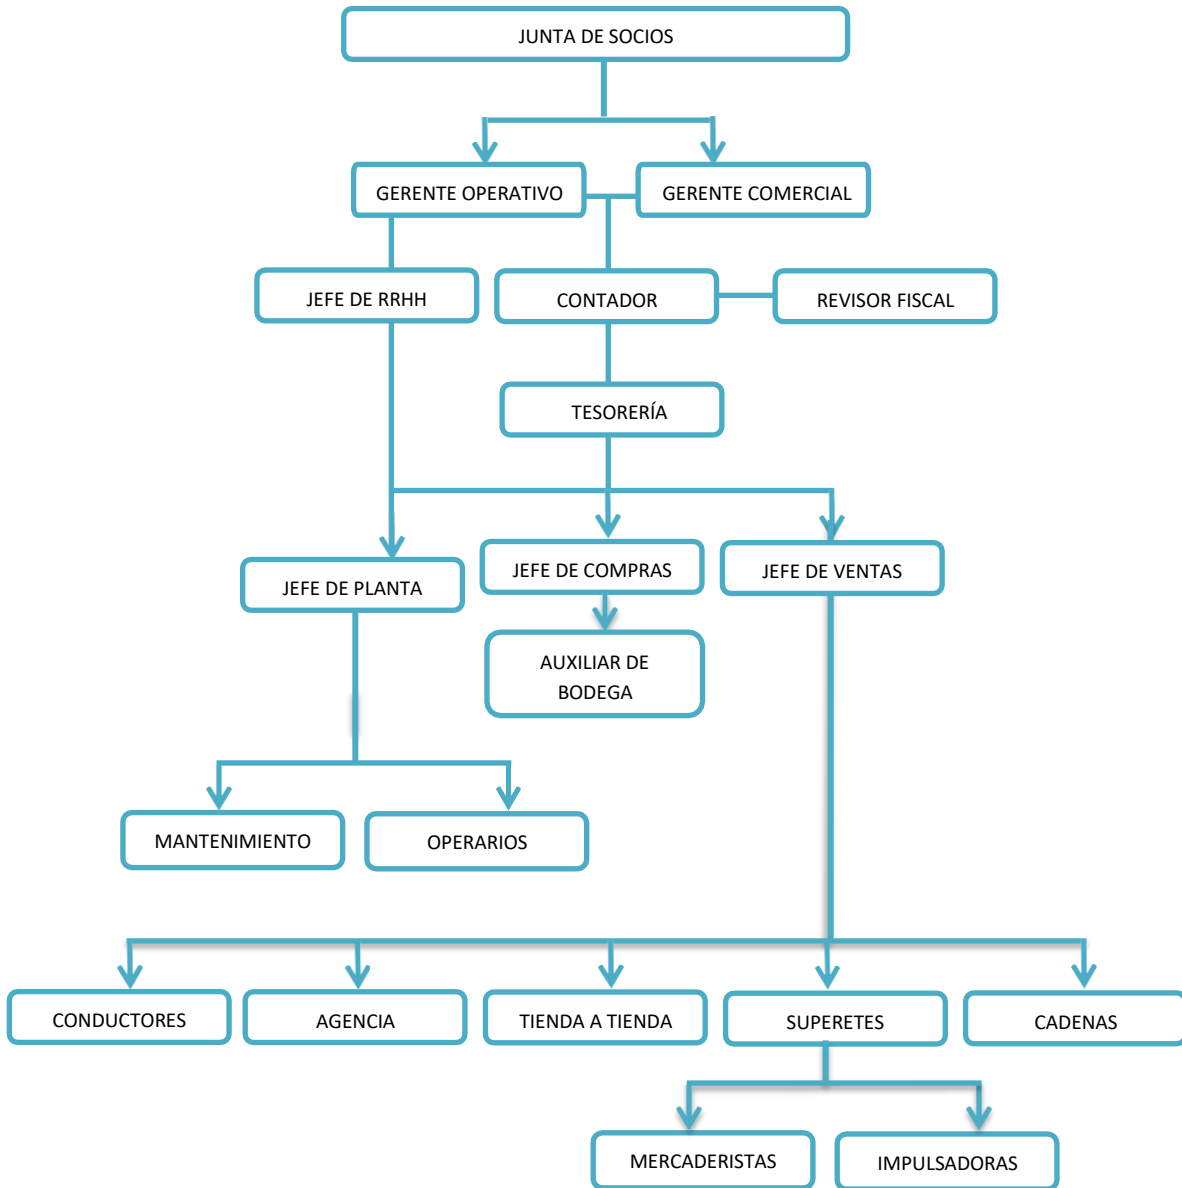 JUNTA DE SOCIOS
GERENTE OPERATIVO
GERENTE COMERCIAL
JEFE DE RRHH
CONTADOR
REVISOR FISCAL
TESORERÍA
JEFE DE COMPRAS
JEFE DE VENTAS
JEFE DE PLANTA
AUXILIAR DE
BODEGA
MANTENIMIENTO
OPERARIOS
CONDUCTORES
AGENCIA
TIENDA A TIENDA
SUPERETES
CADENAS
MERCADERISTAS
IMPULSADORAS